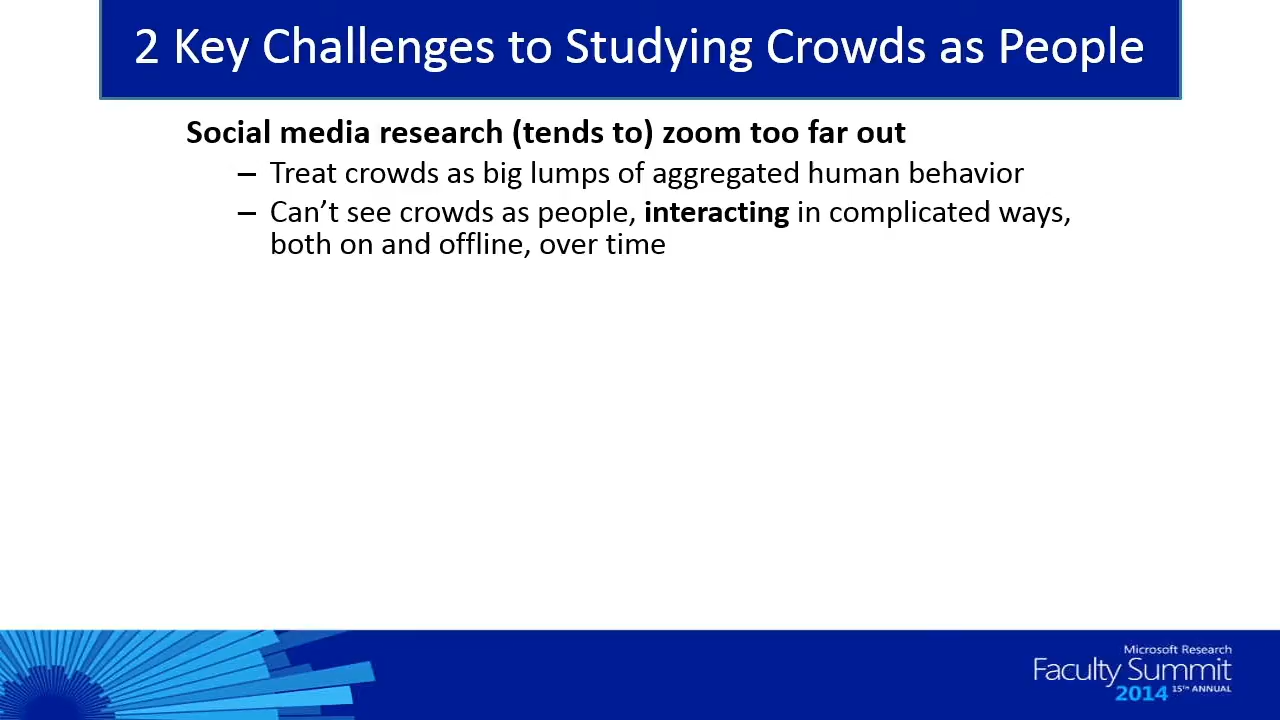 2 Key Challenges to Studying Crowds as People
Social media research (tends to) zoom too far out
– Treat crowds as big lumps of aggregated human behavior
– Can’t see crowds as people, interacting in complicated ways,
both on and offline, over time
Microsoft Research
Faculty Summit
2014 15TH ANNUAL